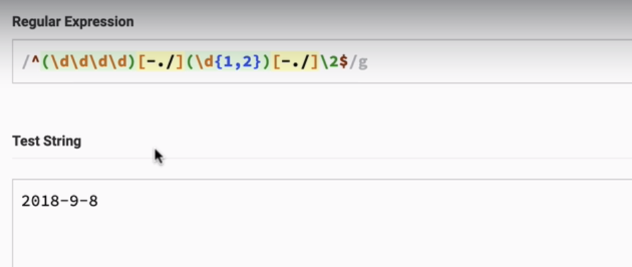 Regular Expression
/^(\d\d\d\d)[-./](\d{1,2})[-./]\2$/g
Test String
2018-9-8